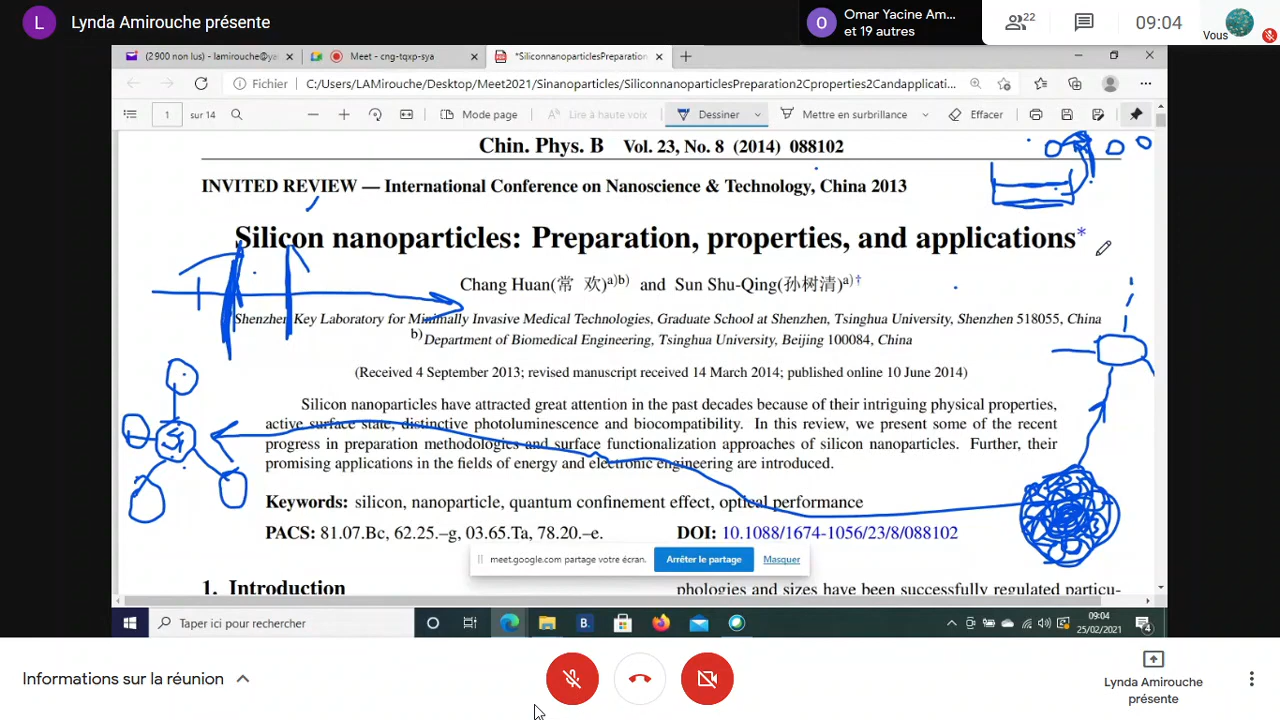 L Lynda Amirouche présente
O Omar Yacine Am...
et 19 autres
22
09:04
Vous
(2 900 non lus) – lamirouche@ya
Meet - cng-tqxp-sya
*SiliconnanoparticlesPreparation
Fichier C:/Users/LAMirouche/Desktop/Meet2021/Sinanoparticles/SiliconnanoparticlesPreparation2Cproperties2Candapplicati...
1 sur 14
Mode page
Lire à haute voix
Dessiner
Mettre en surbrillance
Effacer
Chin. Phys. B Vol. 23, No. 8 (2014) 088102
INVITED REVIEW — International Conference on Nanoscience & Technology, China 2013
Silicon nanoparticles: Preparation, properties, and applications*
Chang Huan(常 欢)a)b) and Sun Shu-Qing(孙树清)a)†
Shenzhen Key Laboratory for Minimally Invasive Medical Technologies, Graduate School at Shenzhen, Tsinghua University, Shenzhen 518055, China
b)Department of Biomedical Engineering, Tsinghua University, Beijing 100084, China
(Received 4 September 2013; revised manuscript received 14 March 2014; published online 10 June 2014)
Silicon nanoparticles have attracted great attention in the past decades because of their intriguing physical properties,
active surface state, distinctive photoluminescence and biocompatibility. In this review, we present some of the recent
progress in preparation methodologies and surface functionalization approaches of silicon nanoparticles. Further, their
promising applications in the fields of energy and electronic engineering are introduced.
Si
Keywords: silicon, nanoparticle, quantum confinement effect, optical performance
PACS: 81.07.Bc, 62.25.–g, 03.65.Ta, 78.20.–e.
DOI: 10.1088/1674-1056/23/8/088102
meet.google.com partage votre écran.
Arrêter le partage
Masquer
1. Introduction
phologies and sizes have been successfully regulated particu-
Taper ici pour rechercher
B.
09:04
25/02/2021
4
Informations sur la réunion
Lynda Amirouche
présente